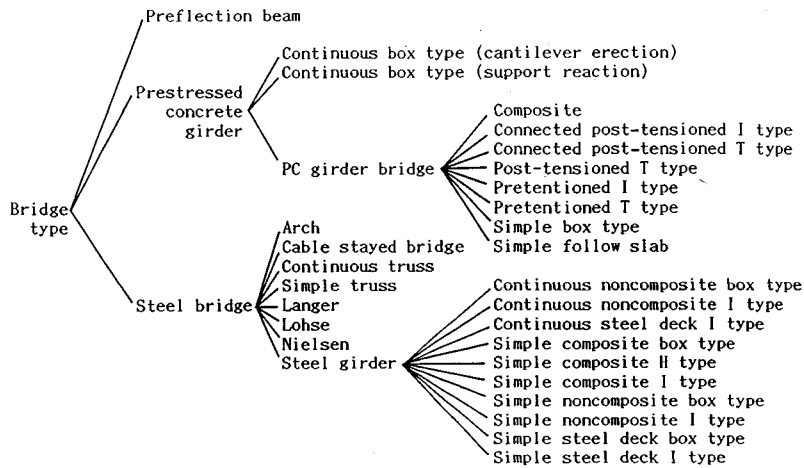 Preflection beam
Continuous box type (cantilever erection)
Continuous box type (support reaction)
Prestressed
concrete
girder
Composite
Connected post-tensioned I type
Connected post-tensioned T type
PC girder bridge
Post-tensioned T type
Pretentioned I type
Pretentioned T type
Simple box type
Simple follow slab
Bridge
type
Arch
Cable stayed bridge
Continuous truss
Simple truss
Steel bridge
Langer
Lohse
Nielsen
Steel girder
Continuous noncomposite box type
Continuous noncomposite I type
Continuous steel deck I type
Simple composite box type
Simple composite H type
Simple composite I type
Simple noncomposite box type
Simple noncomposite I type
Simple steel deck box type
Simple steel deck I type